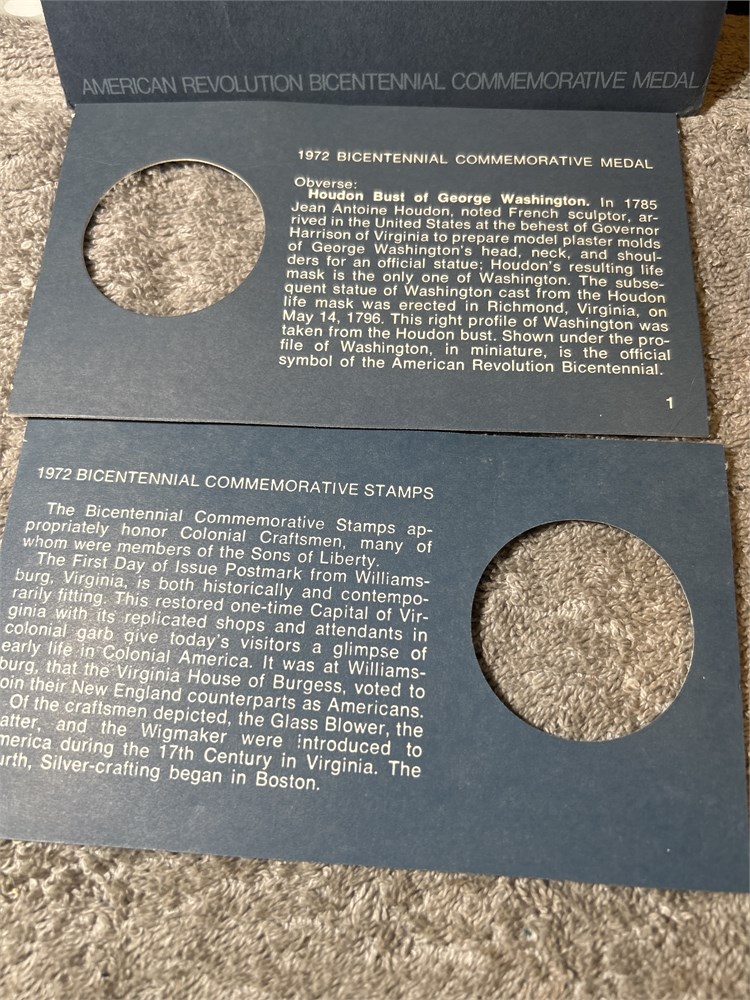 AMERICAN REVOLUTION BICENTENNIAL COMMEMORATIVE MEDAL
1972 BICENTENNIAL COMMEMORATIVE MEDAL
Obverse:
Houdon Bust of George Washington. In 1785
Jean Antoine Houdon, noted French sculptor, ar-
rived in the United States at the behest of Governor
Harrison of Virginia to prepare model plaster molds
of George Washington's head, neck, and shoul-
ders for an official statue; Houdon's resulting life
mask is the only one of Washington. The subse-
quent statue of Washington cast from the Houdon
life mask was erected in Richmond, Virginia, on
May 14, 1796. This right profile of Washington was
taken from the Houdon bust. Shown under the pro-
file of Washington, in miniature, is the official
symbol of the American Revolution Bicentennial.
1
1972 BICENTENNIAL COMMEMORATIVE STAMPS
The Bicentennial Commemorative Stamps ap-
propriately honor Colonial Craftsmen, many of
whom were members of the Sons of Liberty.
The First Day of Issue Postmark from Williams-
burg, Virginia, is both historically and contempo-
rarily fitting. This restored one-time Capital of Vir-
ginia with its replicated shops and attendants in
colonial garb give today's visitors a glimpse of
early life in Colonial America. It was at Williams-
burg, that the Virginia House of Burgess, voted to
oin their New England counterparts as Americans.
Of the craftsmen depicted, the Glass Blower, the
atter, and the Wigmaker were introduced to
merica during the 17th Century in Virginia. The
urth, Silver-crafting began in Boston.